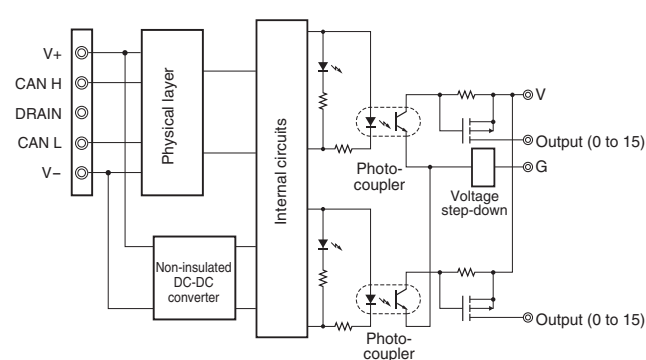 V+
CAN H
DRAIN
CAN L
V−
Physical layer
Non-insulated
DC-DC
converter
Internal circuits
Photo-
coupler
V
Output (0 to 15)
G
Voltage
step-down
Photo-
coupler
Output (0 to 15)